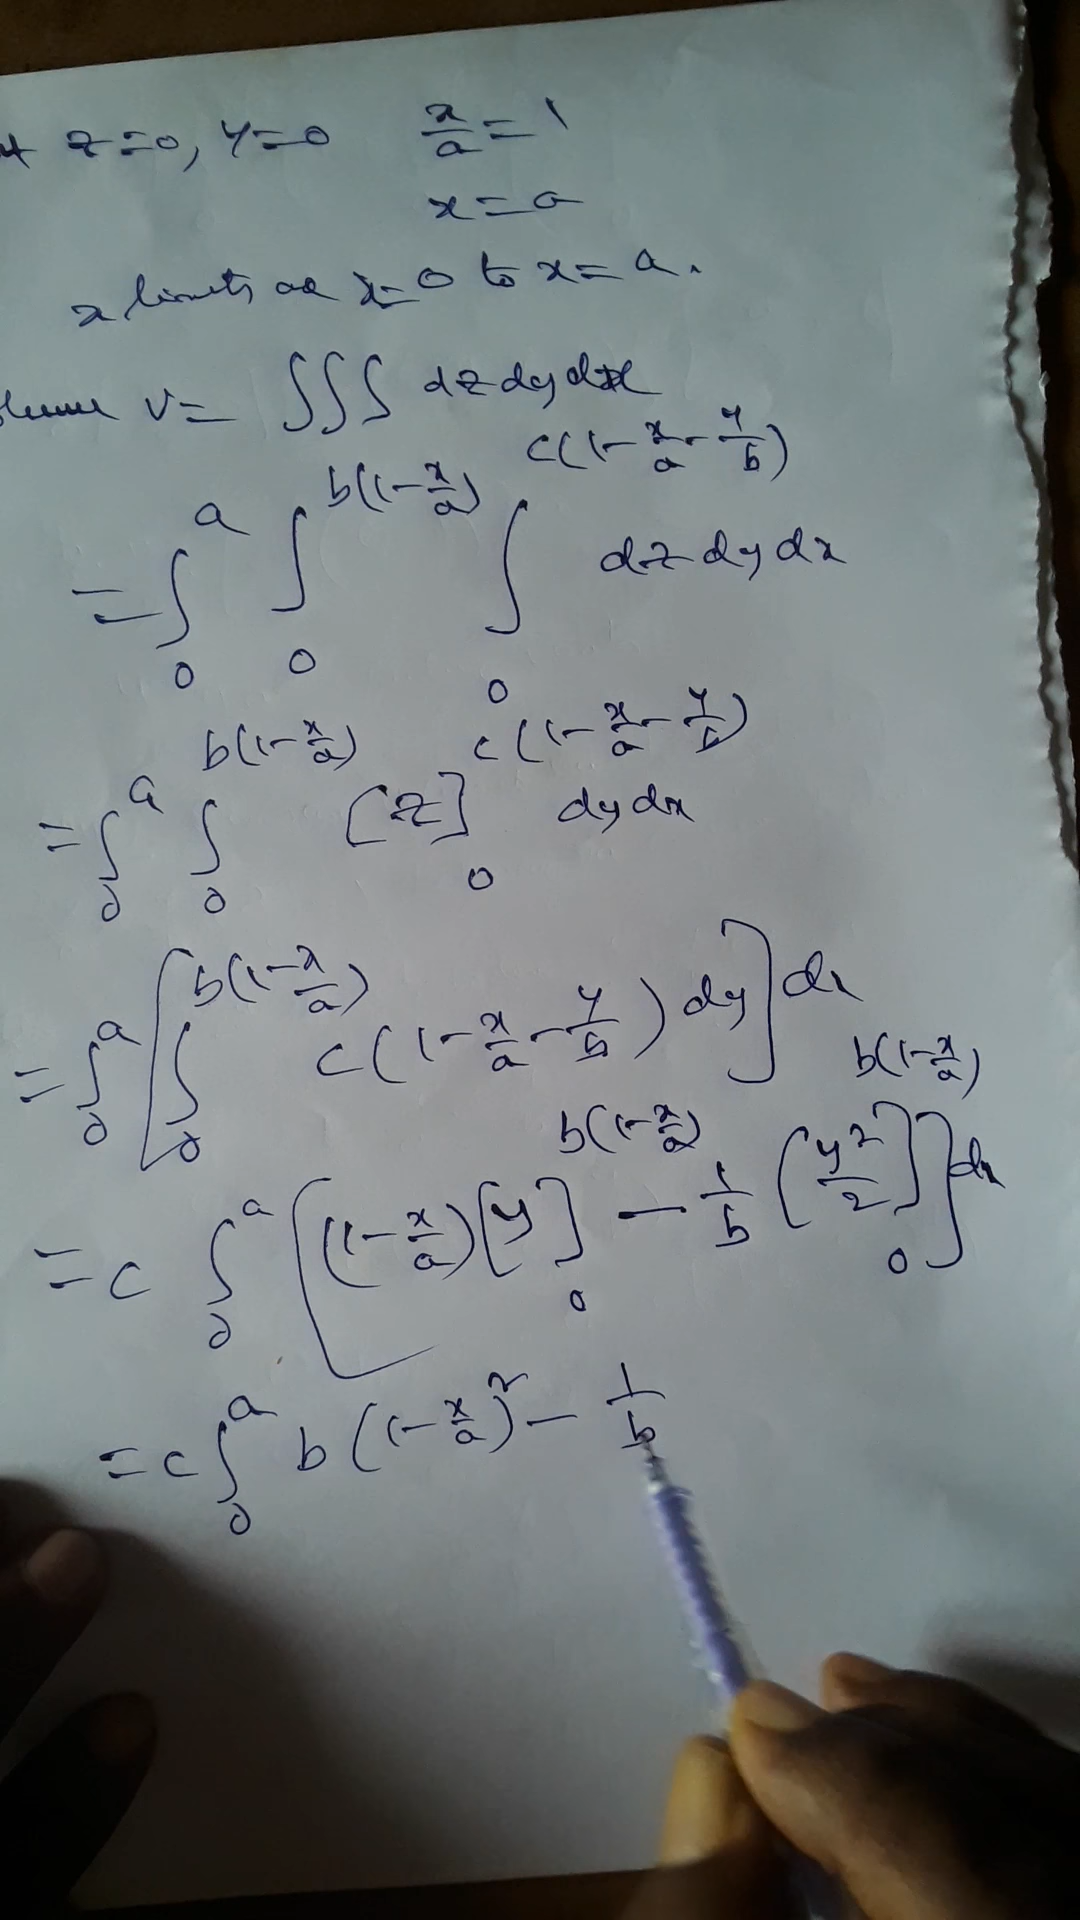 z=0, y=0 x/a = 1
x = a
x limits are x=0 to x=a.
V = ∫∫∫ dz dy dx
= ∫₀^a ∫₀^{b(1-x/a)} ∫₀^{c(1-x/a-y/b)} dz dy dx
= ∫₀^a ∫₀^{b(1-x/a)} [z]₀^{c(1-x/a-y/b)} dy dx
= ∫₀^a [∫₀^{b(1-x/a)} c(1-x/a-y/b) dy] dx
= c ∫₀^a [(1-x/a)[y]₀^{b(1-x/a)} - 1/b [y²/2]₀^{b(1-x/a)}] dx
= c ∫₀^a b(1-x/a)² - 1/b